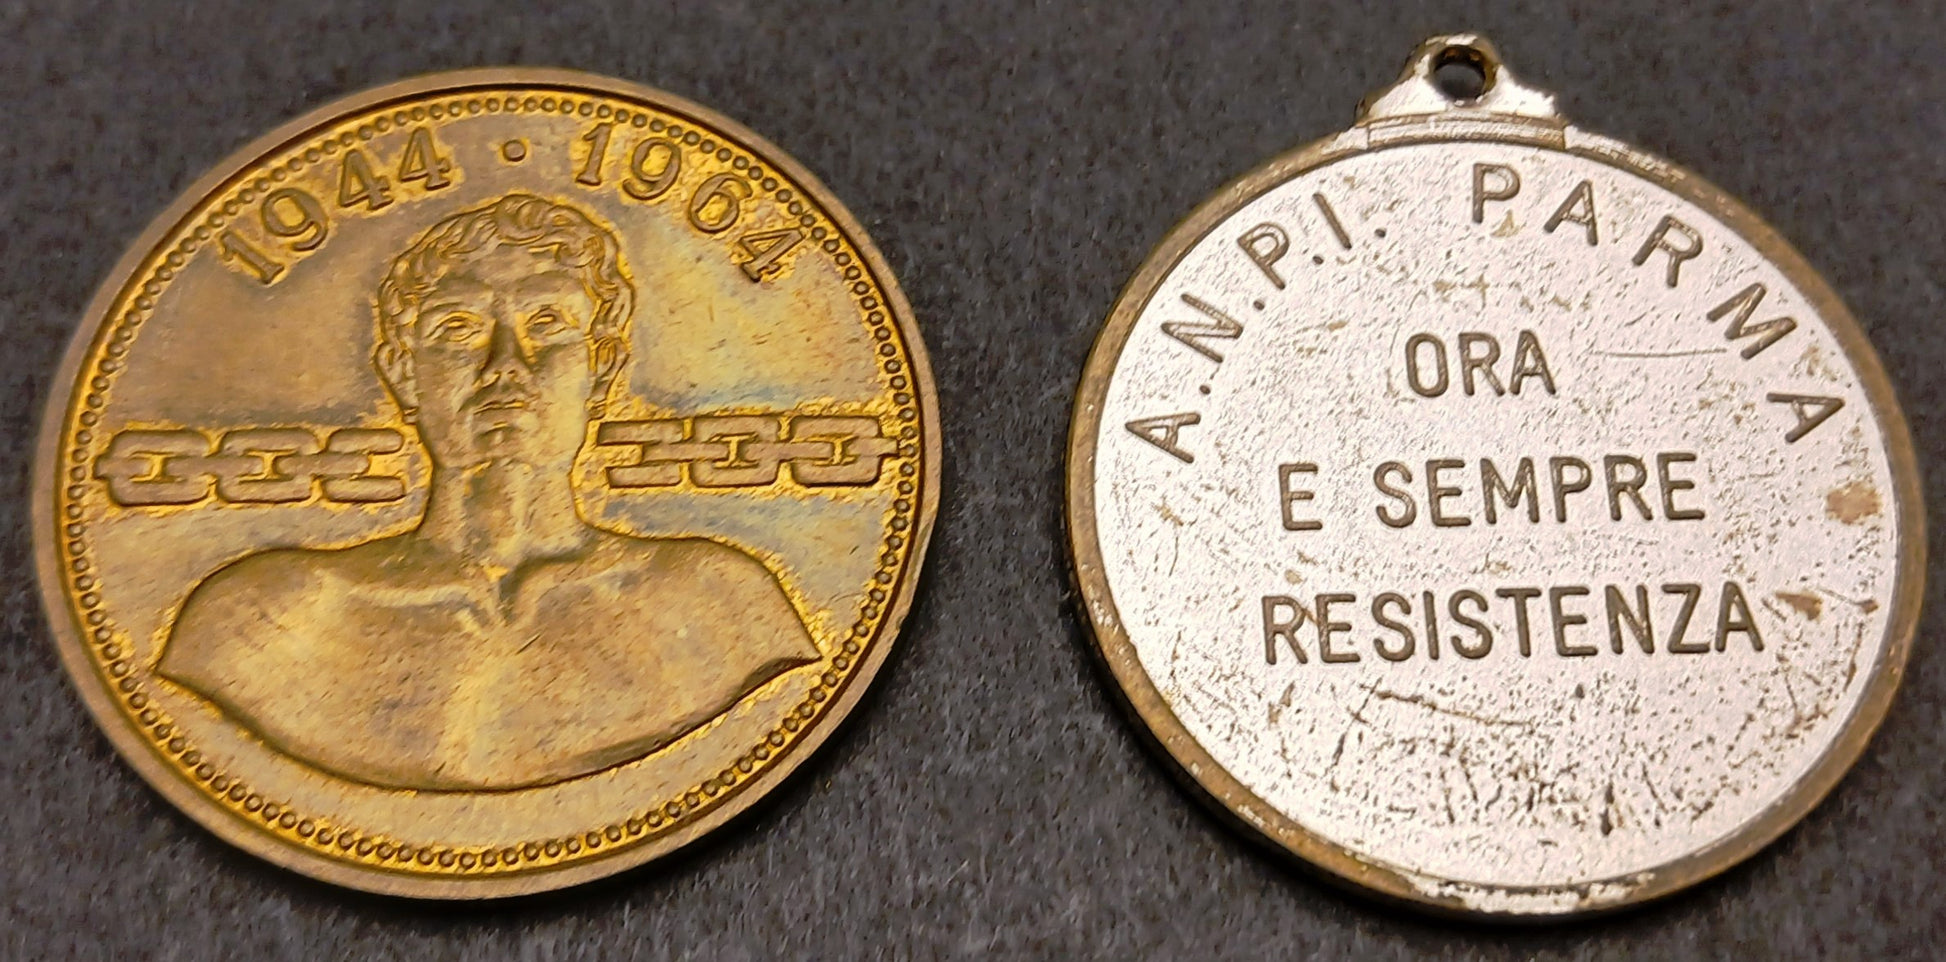 1944 • 1964
A.N.P.I. PARMA
ORA
E SEMPRE
RESISTENZA